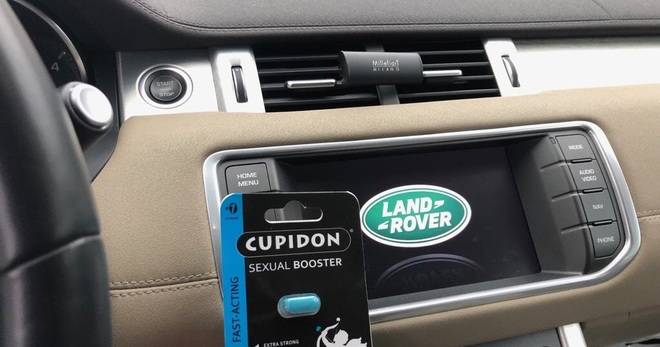 START
STOP
Millefiori
MILANO
HOME
MENU
MODE
AUDIO
VIDEO
NAV
PHONE
LAND
ROVER
CUPIDON
SEXUAL BOOSTER
FAST-ACTING
EXTRA STRONG